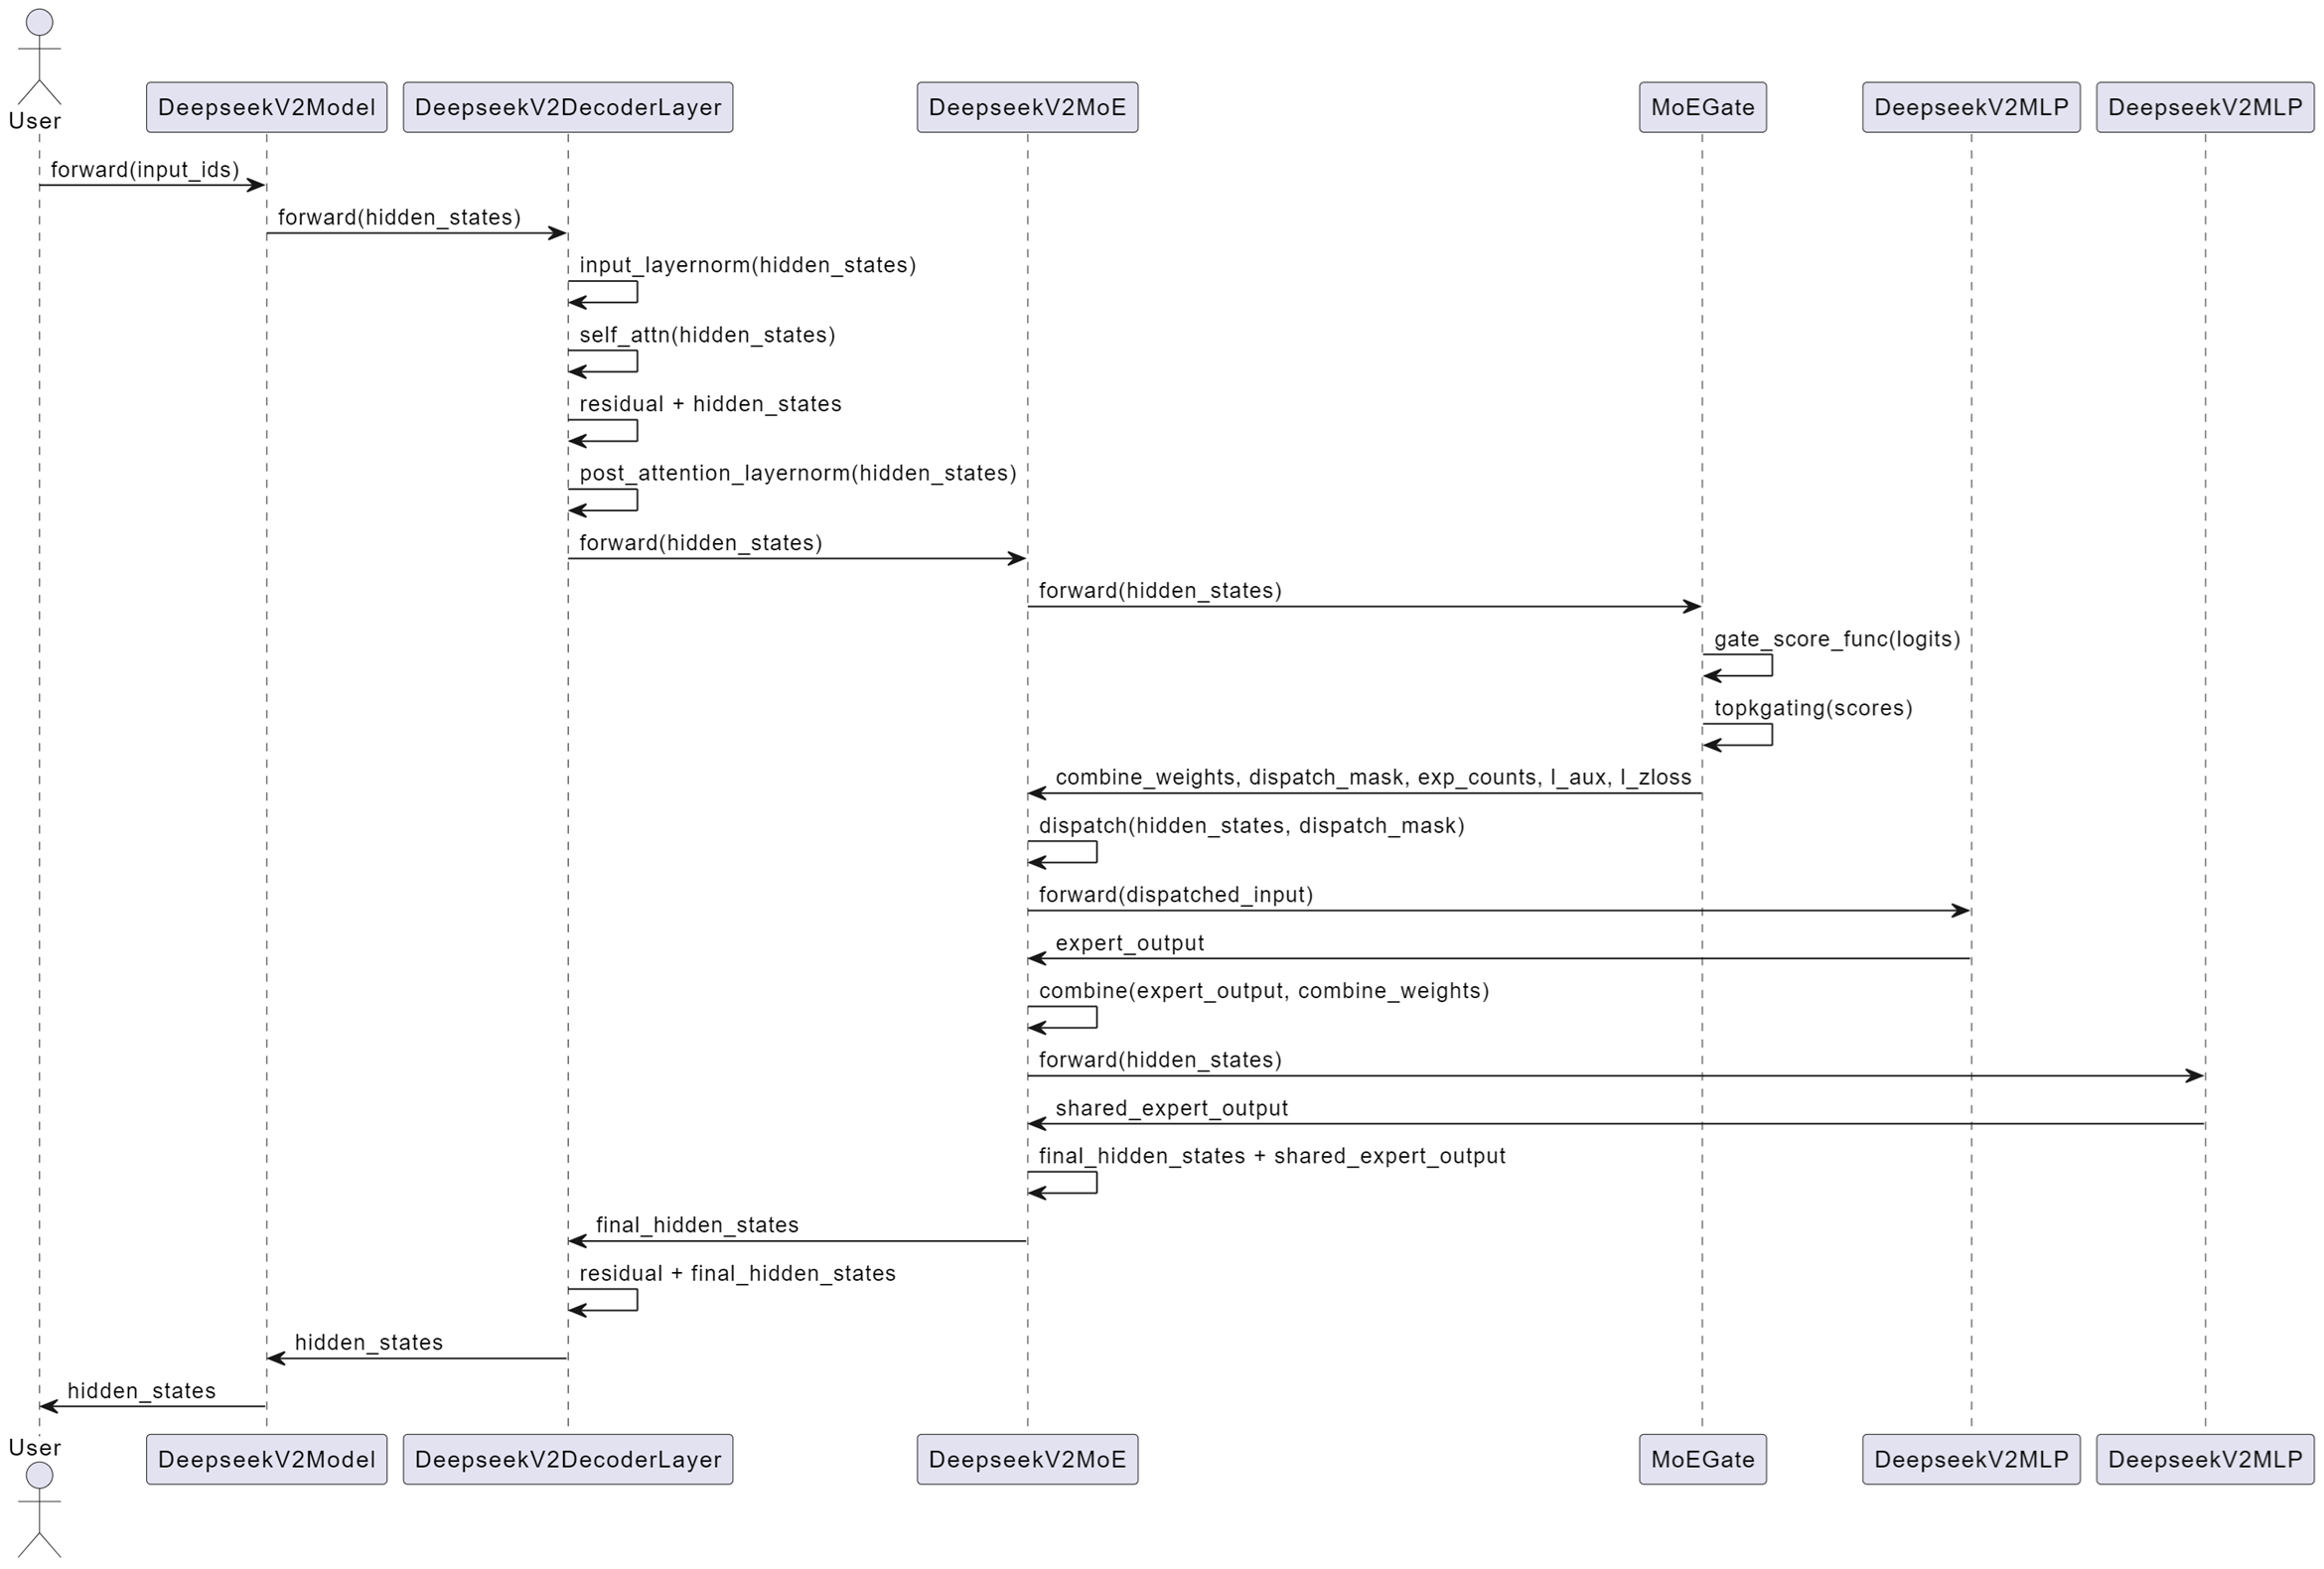 User
DeepseekV2Model
DeepseekV2DecoderLayer
DeepseekV2MoE
MoEGate
DeepseekV2MLP
DeepseekV2MLP
forward(input_ids)
forward(hidden_states)
input_layernorm(hidden_states)
self_attn(hidden_states)
residual + hidden_states
post_attention_layernorm(hidden_states)
forward(hidden_states)
forward(hidden_states)
gate_score_func(logits)
topkgating(scores)
combine_weights, dispatch_mask, exp_counts, l_aux, l_zloss
dispatch(hidden_states, dispatch_mask)
forward(dispatched_input)
expert_output
combine(expert_output, combine_weights)
forward(hidden_states)
shared_expert_output
final_hidden_states + shared_expert_output
final_hidden_states
residual + final_hidden_states
hidden_states
hidden_states
User
DeepseekV2Model
DeepseekV2DecoderLayer
DeepseekV2MoE
MoEGate
DeepseekV2MLP
DeepseekV2MLP